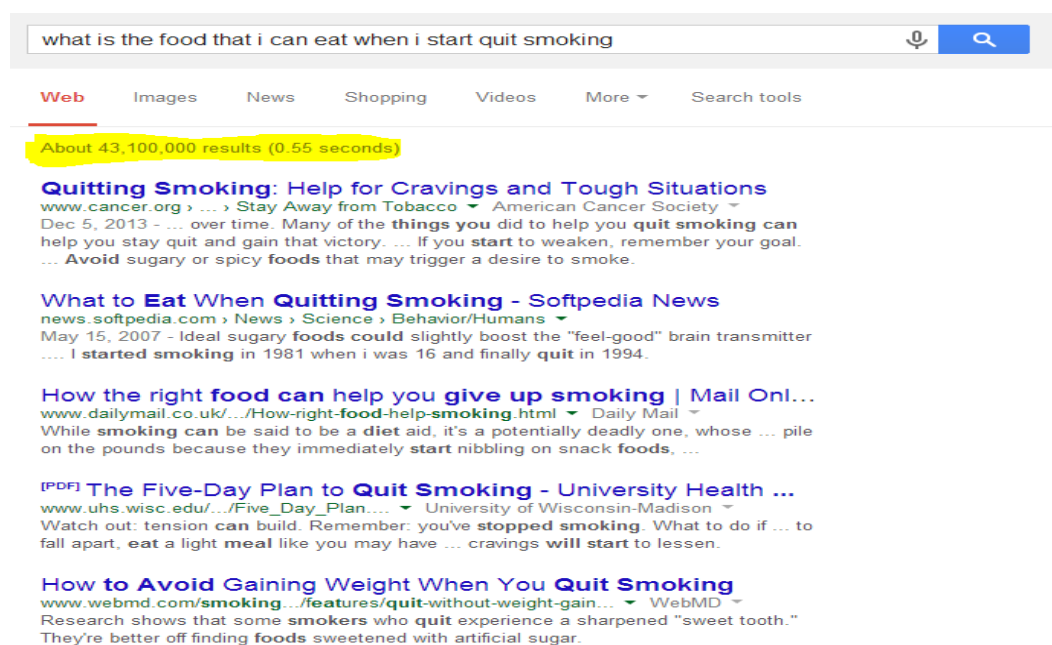 what is the food that i can eat when i start quit smoking
Web Images News Shopping Videos More Search tools
About 43,100,000 results (0.55 seconds)
Quitting Smoking: Help for Cravings and Tough Situations
www.cancer.org › ... › Stay Away from Tobacco American Cancer Society
Dec 5, 2013 - ... over time. Many of the things you did to help you quit smoking can
help you stay quit and gain that victory. ... If you start to weaken, remember your goal.
... Avoid sugary or spicy foods that may trigger a desire to smoke.
What to Eat When Quitting Smoking - Softpedia News
news.softpedia.com › News › Science › Behavior/Humans
May 15, 2007 - Ideal sugary foods could slightly boost the "feel-good" brain transmitter
.... I started smoking in 1981 when i was 16 and finally quit in 1994.
How the right food can help you give up smoking | Mail Onl...
www.dailymail.co.uk/.../How-right-food-help-smoking.html Daily Mail
While smoking can be said to be a diet aid, it's a potentially deadly one, whose ... pile
on the pounds because they immediately start nibbling on snack foods, ...
[PDF] The Five-Day Plan to Quit Smoking - University Health ...
www.uhs.wisc.edu/.../Five_Day_Plan.... University of Wisconsin-Madison
Watch out: tension can build. Remember: you've stopped smoking. What to do if ... to
fall apart, eat a light meal like you may have ... cravings will start to lessen.
How to Avoid Gaining Weight When You Quit Smoking
www.webmd.com/smoking.../features/quit-without-weight-gain... WebMD
Research shows that some smokers who quit experience a sharpened "sweet tooth."
They're better off finding foods sweetened with artificial sugar.